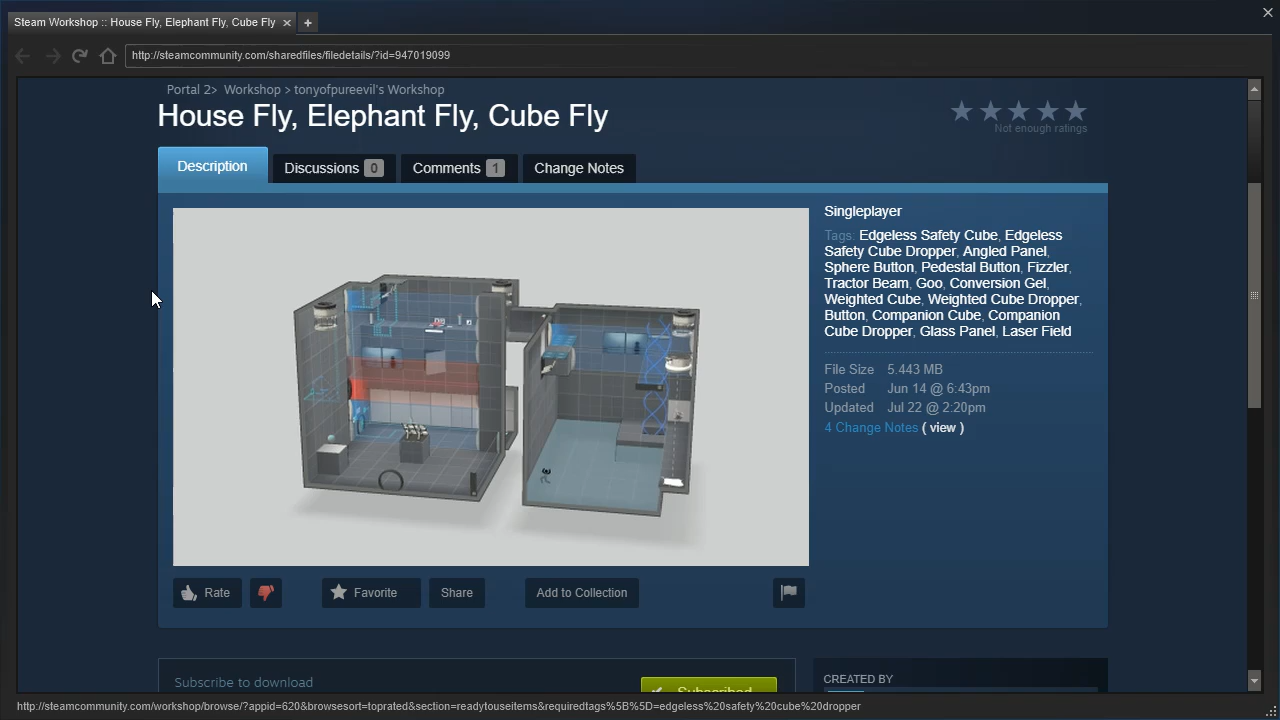 Steam Workshop :: House Fly, Elephant Fly, Cube Fly
http://steamcommunity.com/sharedfiles/filedetails/?id=947019099
Portal 2> Workshop > tonyofpureevil's Workshop
House Fly, Elephant Fly, Cube Fly
Not enough ratings
Description Discussions 0 Comments 1 Change Notes
Singleplayer
Tags: Edgeless Safety Cube, Edgeless
Safety Cube Dropper, Angled Panel,
Sphere Button, Pedestal Button, Fizzler,
Tractor Beam, Goo, Conversion Gel,
Weighted Cube, Weighted Cube Dropper,
Button, Companion Cube, Companion
Cube Dropper, Glass Panel, Laser Field
File Size 5.443 MB
Posted Jun 14 @ 6:43pm
Updated Jul 22 @ 2:20pm
4 Change Notes ( view )
Rate Favorite Share Add to Collection
Subscribe to download
Subscribed
CREATED BY
http://steamcommunity.com/workshop/browse/?appid=620&browsesort=toprated&section=readytouseitems&requiredtags%5B%5D=edgeless%20safety%20cube%20dropper